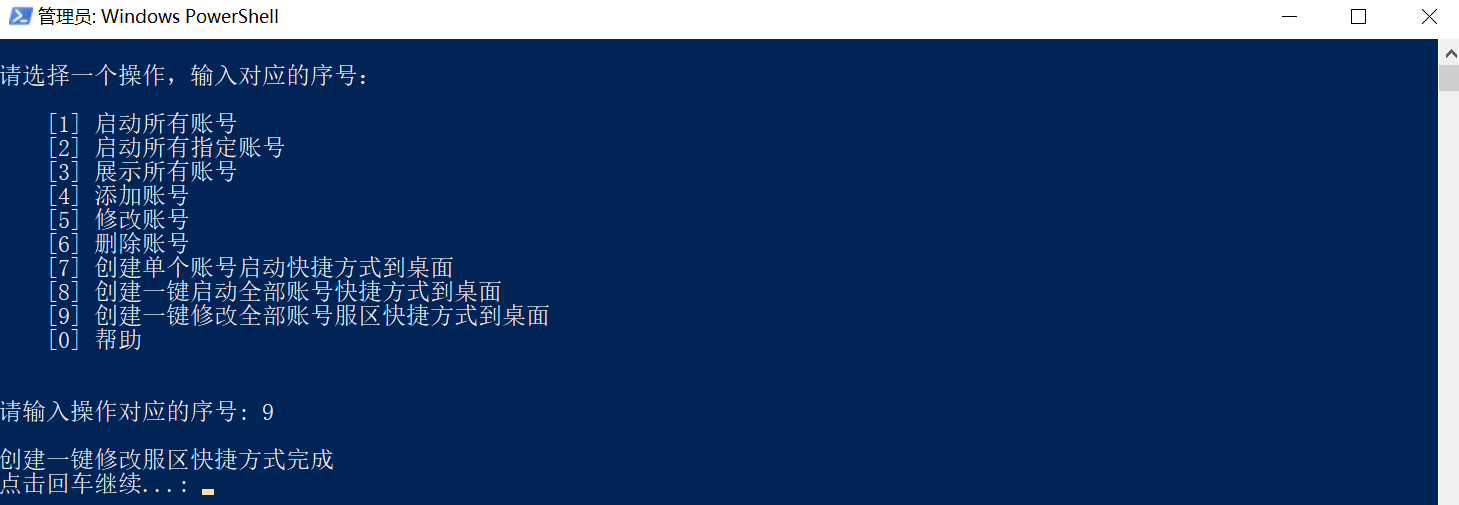 管理员: Windows PowerShell
请选择一个操作，输入对应的序号：
[1] 启动所有账号
[2] 启动所有指定账号
[3] 展示所有账号
[4] 添加账号
[5] 修改账号
[6] 删除账号
[7] 创建单个账号启动快捷方式到桌面
[8] 创建一键启动全部账号快捷方式到桌面
[9] 创建一键修改全部账号服区快捷方式到桌面
[0] 帮助
请输入操作对应的序号: 9
创建一键修改服区快捷方式完成
点击回车继续...: